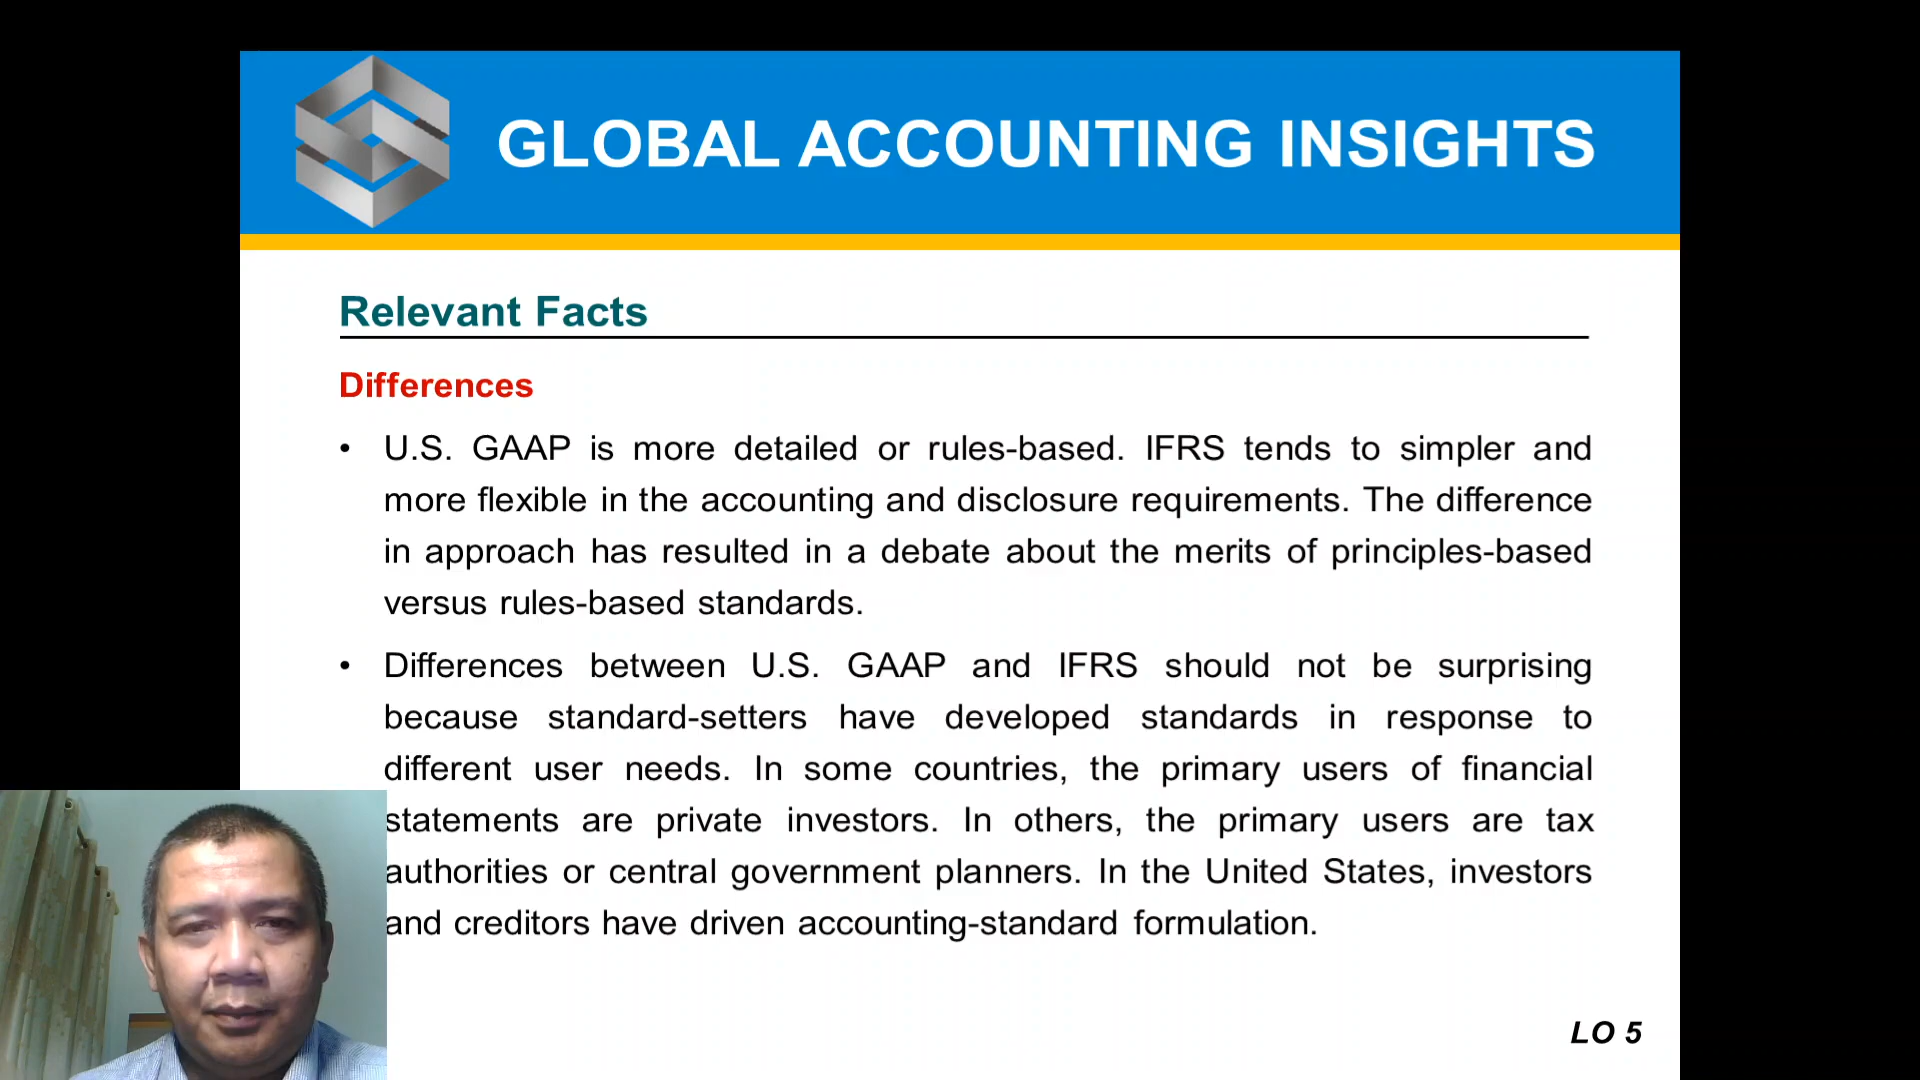 GLOBAL ACCOUNTING INSIGHTS
Relevant Facts
Differences
• U.S. GAAP is more detailed or rules-based. IFRS tends to simpler and
more flexible in the accounting and disclosure requirements. The difference
in approach has resulted in a debate about the merits of principles-based
versus rules-based standards.
• Differences between U.S. GAAP and IFRS should not be surprising
because standard-setters have developed standards in response to
different user needs. In some countries, the primary users of financial
statements are private investors. In others, the primary users are tax
authorities or central government planners. In the United States, investors
and creditors have driven accounting-standard formulation.
LO 5